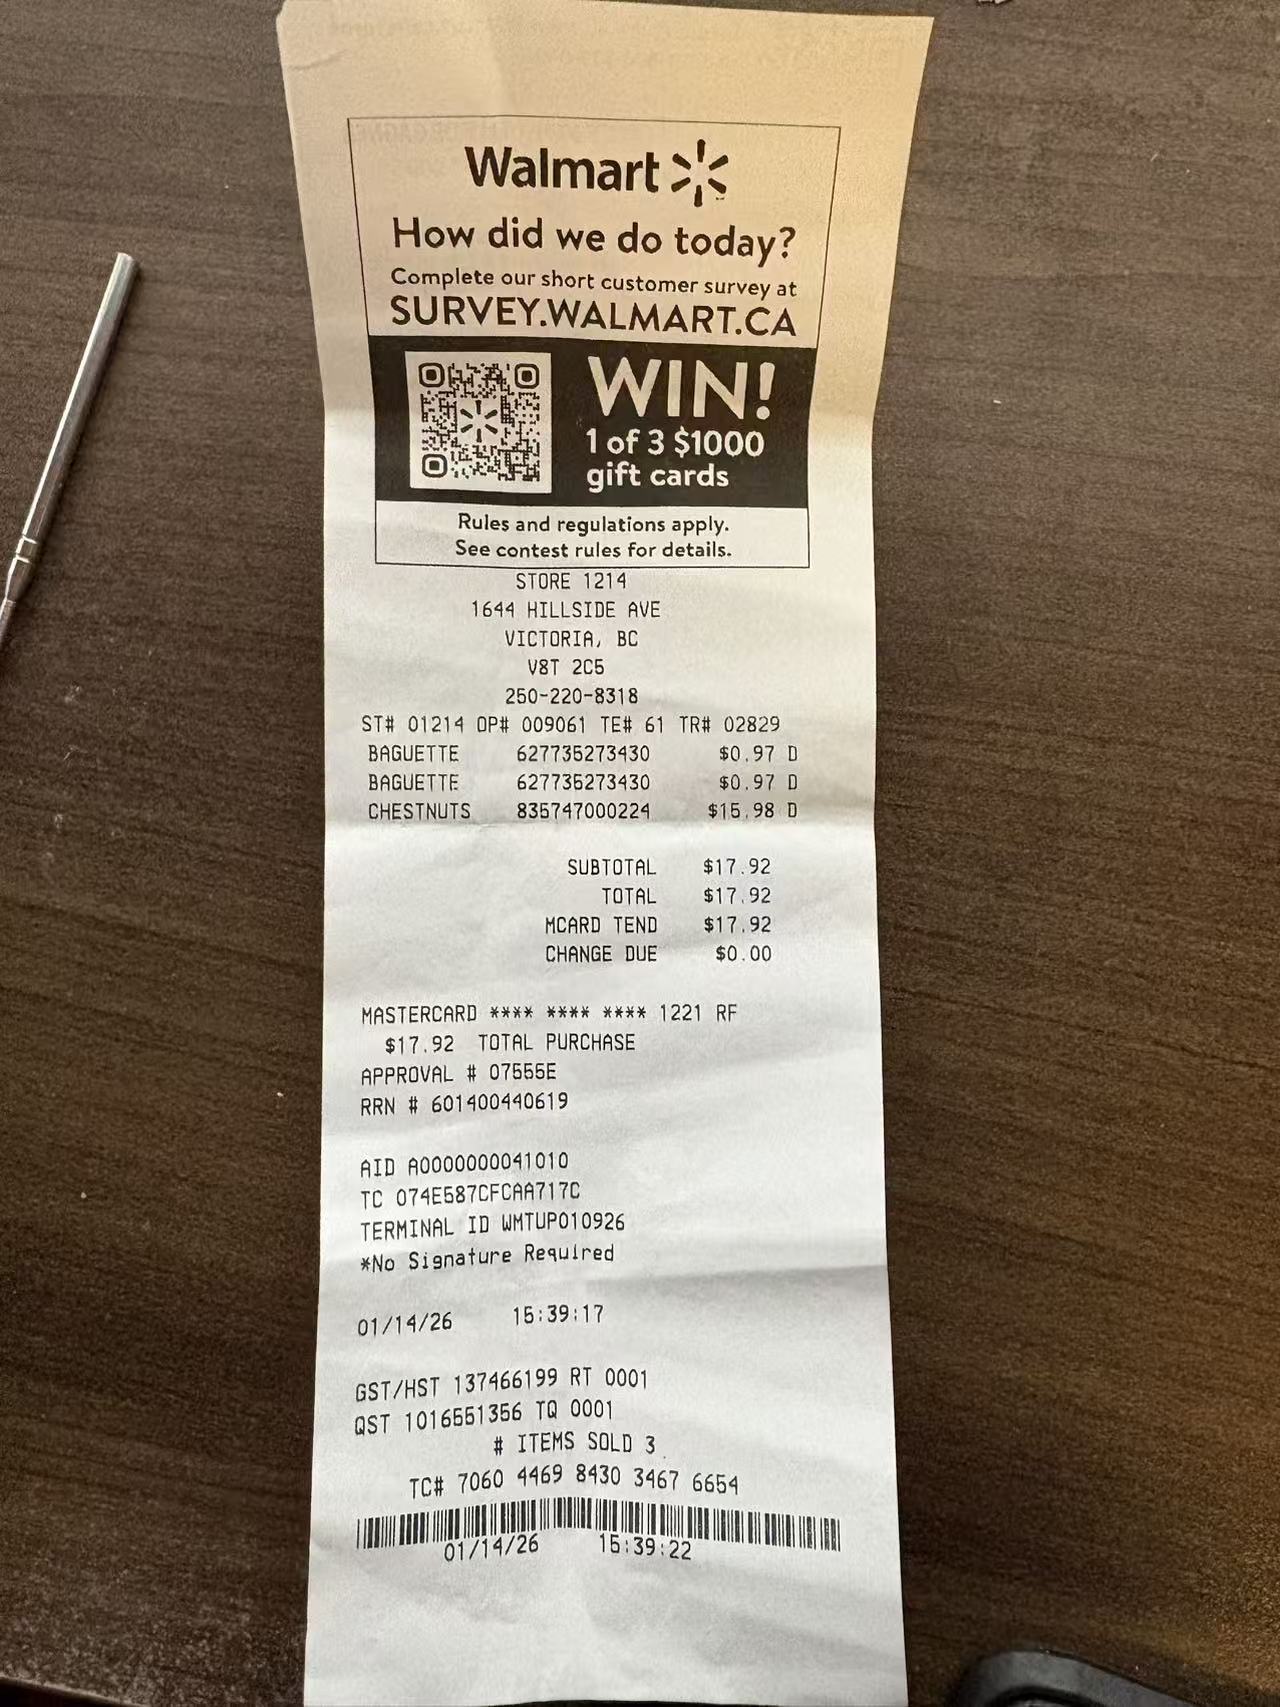 Walmart
How did we do today?
Complete our short customer survey at
SURVEY.WALMART.CA
WIN!
1 of 3 $1000
gift cards
Rules and regulations apply.
See contest rules for details.
STORE 1214
1644 HILLSIDE AVE
VICTORIA, BC
V8T 2C5
250-220-8318
ST# 01214 OP# 009061 TE# 61 TR# 02829
BAGUETTE 627735273430 $0.97 D
BAGUETTE 627735273430 $0.97 D
CHESTNUTS 835747000224 $15.98 D
SUBTOTAL $17.92
TOTAL $17.92
MCARD TEND $17.92
CHANGE DUE $0.00
MASTERCARD **** **** **** 1221 RF
$17.92 TOTAL PURCHASE
APPROVAL # 07555E
RRN # 601400440619
AID A0000000041010
TC 074E587CFCAA717C
TERMINAL ID WMTUP010926
*No Signature Required
01/14/26 15:39:17
GST/HST 137466199 RT 0001
QST 1016551356 TQ 0001
# ITEMS SOLD 3
TC# 7060 4469 8430 3467 6654
01/14/26 15:39:22